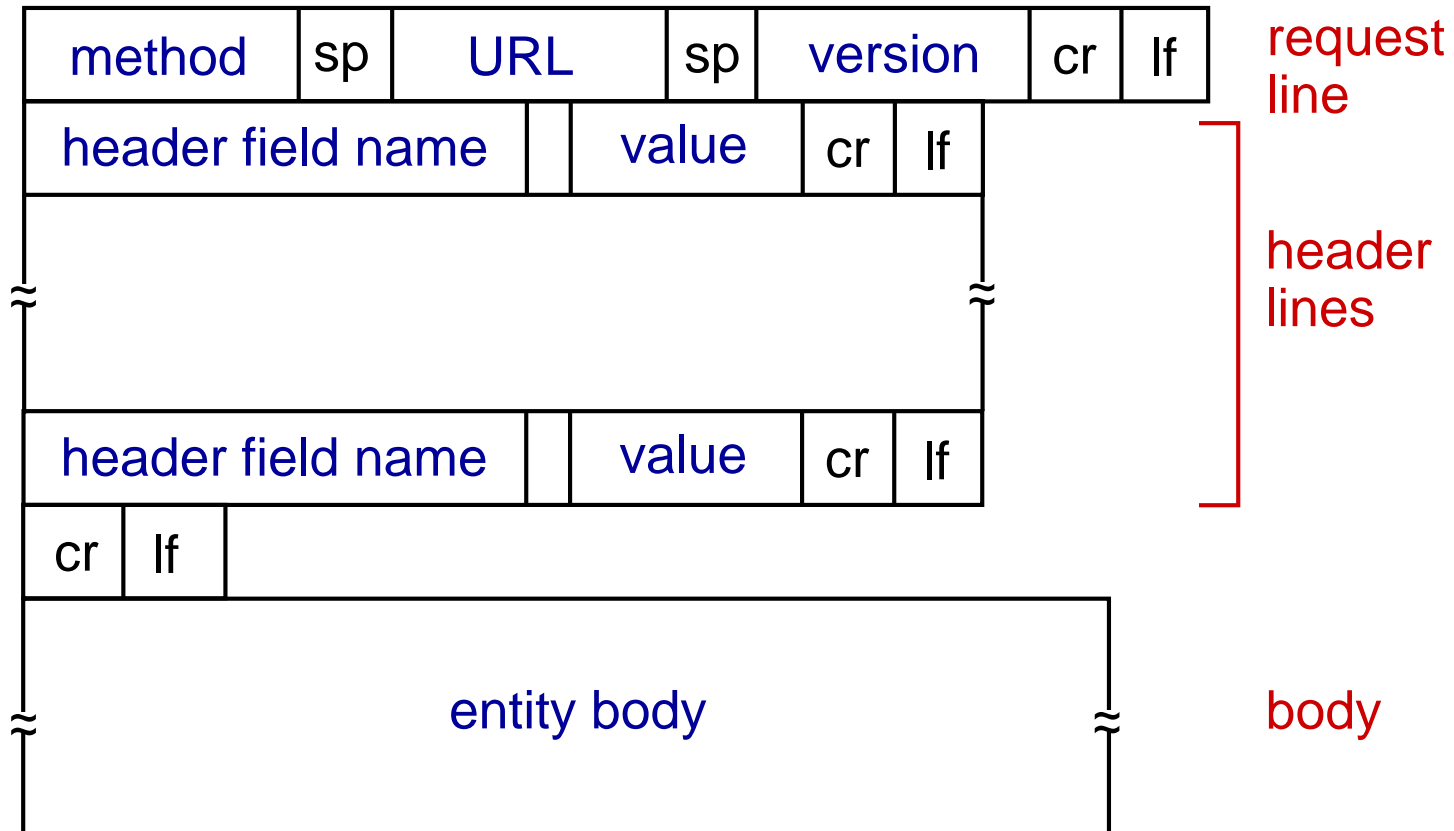 method sp URL sp version cr lf request
line
header field name value cr lf
header
lines
header field name value cr lf
cr lf
entity body body